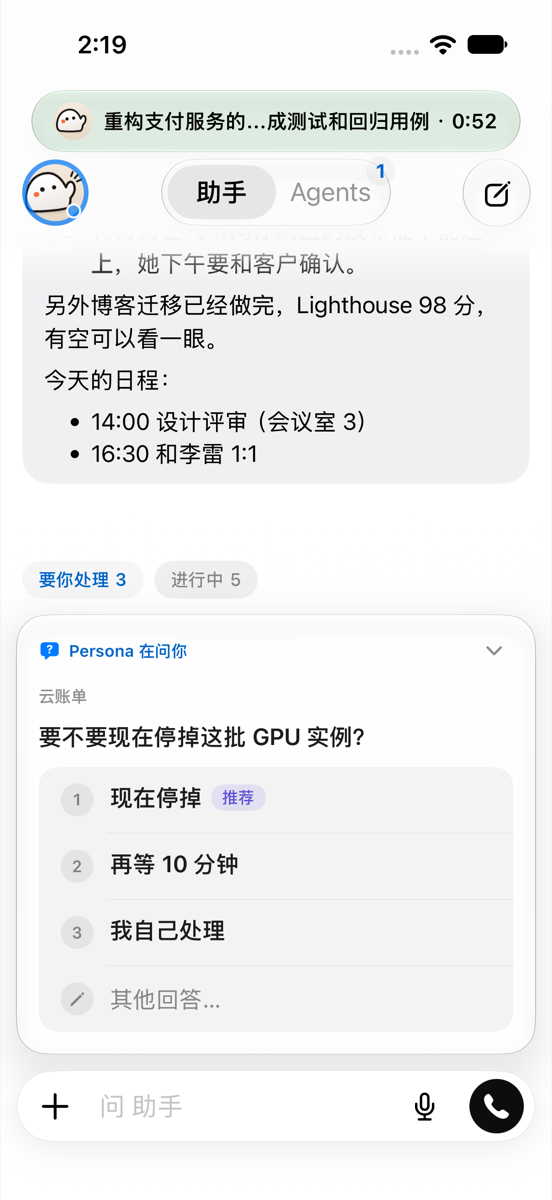 2:19
重构支付服务的...成测试和回归用例 · 0:52
助手
Agents
1
上，她下午要和客户确认。
另外博客迁移已经做完，Lighthouse 98 分，
有空可以看一眼。
今天的日程：
• 14:00 设计评审（会议室 3）
• 16:30 和李雷 1:1
要你处理 3
进行中 5
Persona 在问你
云账单
要不要现在停掉这批 GPU 实例?
1 现在停掉 推荐
2 再等 10 分钟
3 我自己处理
其他回答...
问 助手